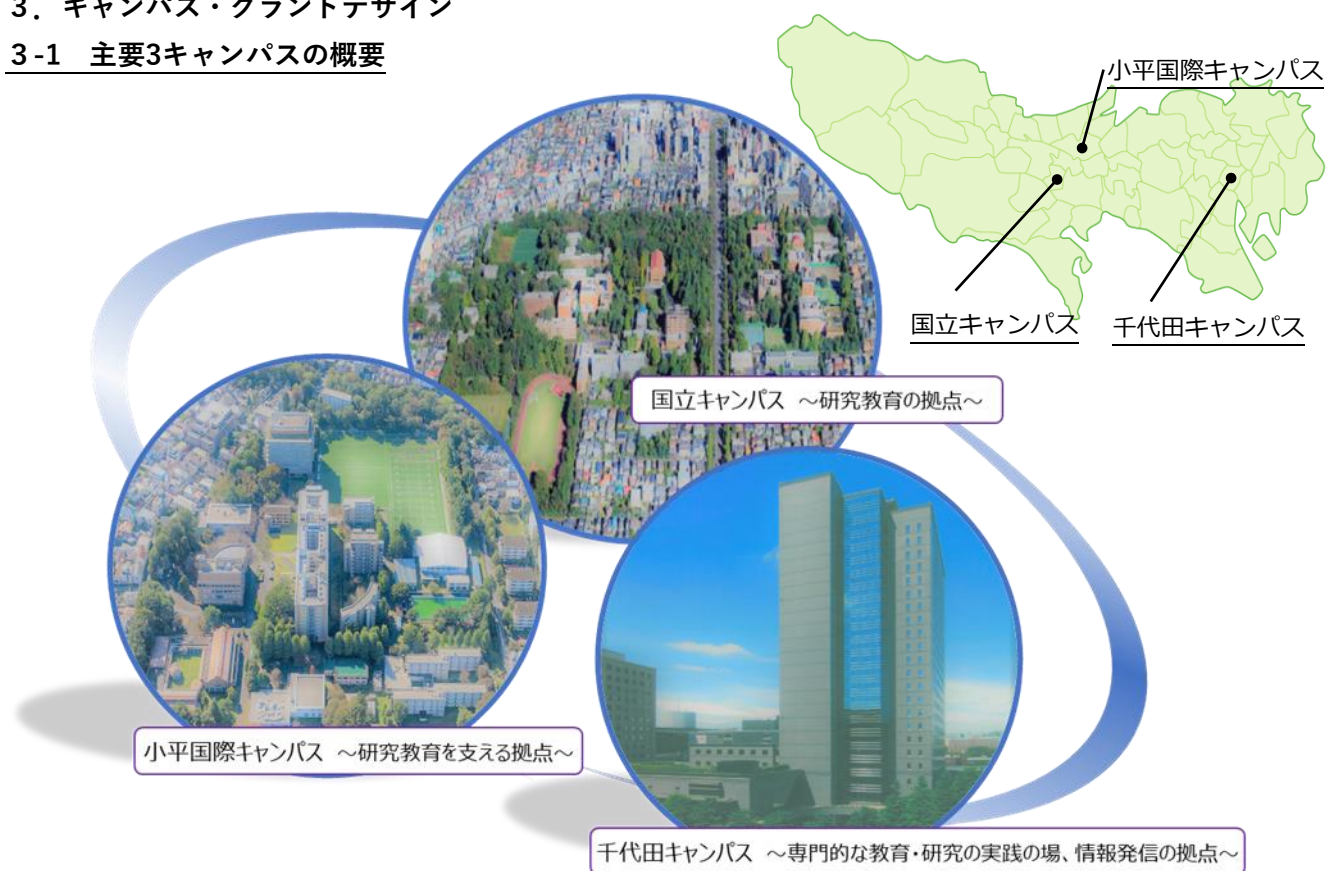 3．キャンパス・グランドデザイン
3-1　主要3キャンパスの概要
小平国際キャンパス
国立キャンパス
千代田キャンパス
国立キャンパス ～研究教育の拠点～
小平国際キャンパス ～研究教育を支える拠点～
千代田キャンパス ～専門的な教育・研究の実践の場、情報発信の拠点～